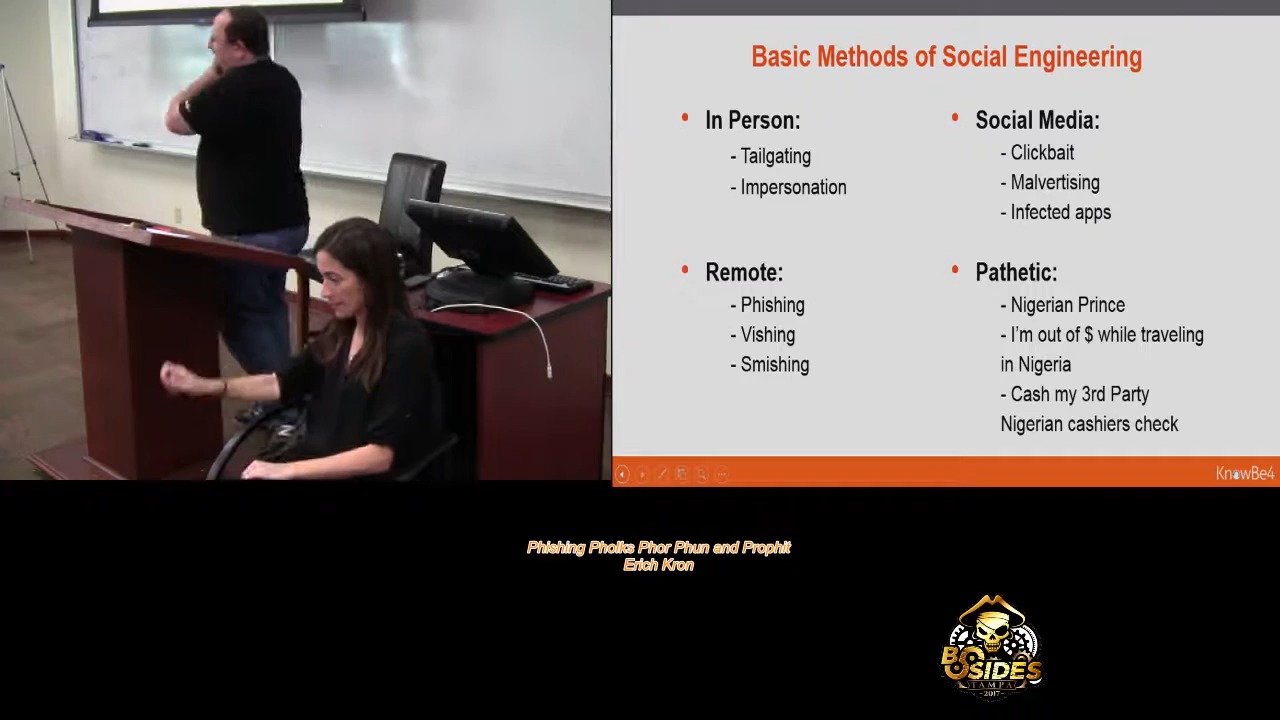 Basic Methods of Social Engineering
• In Person:
- Tailgating
- Impersonation
• Remote:
- Phishing
- Vishing
- Smishing
• Social Media:
- Clickbait
- Malvertising
- Infected apps
• Pathetic:
- Nigerian Prince
- I'm out of $ while traveling
in Nigeria
- Cash my 3rd Party
Nigerian cashiers check
KnowBe4
Phishing Pholks Phor Phun and Prophit
Erich Kron
BSIDES
TAMPA
2017